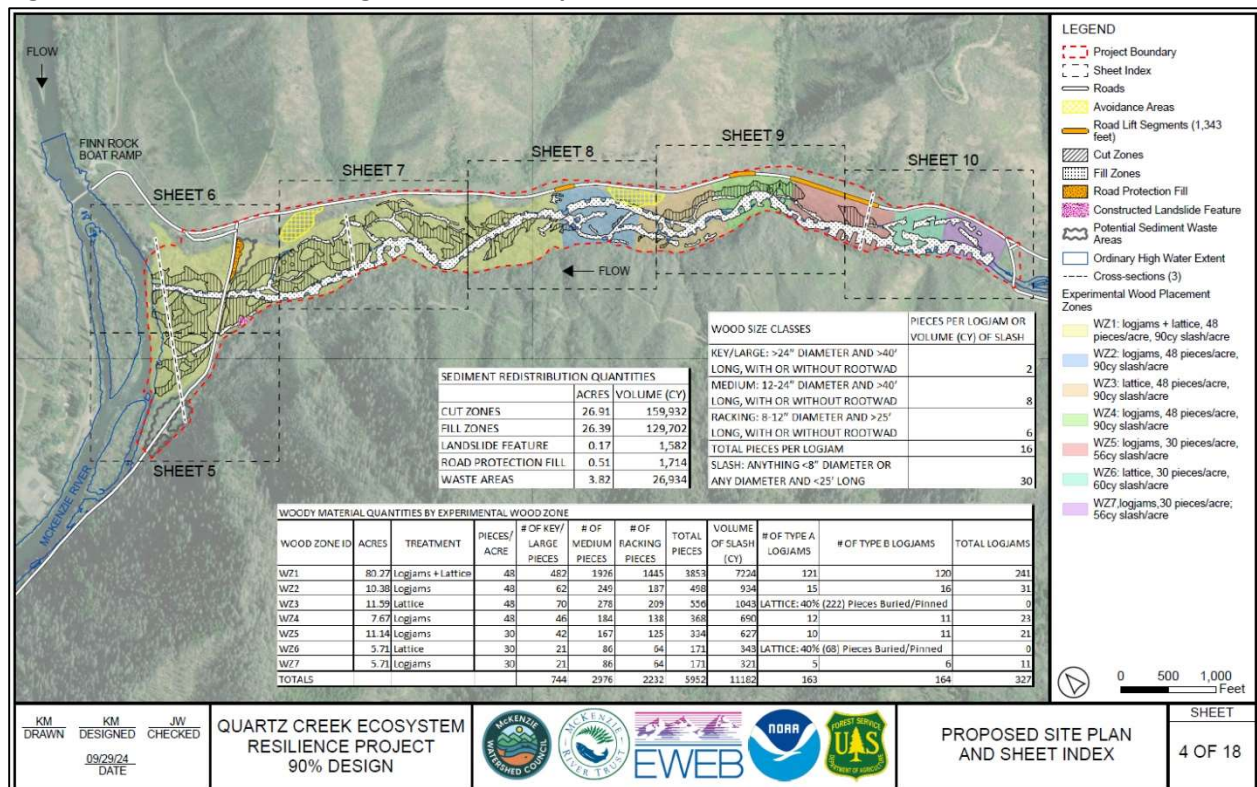 FLOW
FINN ROCK
BOAT RAMP
SHEET 6
SHEET 7
SHEET 8
SHEET 9
SHEET 10
FLOW
SHEET 5
MCKENZIE RIVER
SEDIMENT REDISTRIBUTION QUANTITIES
ACRES VOLUME (CY)
CUT ZONES 26.91 159,932
FILL ZONES 26.39 129,702
LANDSLIDE FEATURE 0.17 1,582
ROAD PROTECTION FILL 0.51 1,714
WASTE AREAS 3.82 26,934
WOOD SIZE CLASSES PIECES PER LOGJAM OR
VOLUME (CY) OF SLASH
KEY/LARGE: >24" DIAMETER AND >40'
LONG, WITH OR WITHOUT ROOTWAD 2
MEDIUM: 12-24" DIAMETER AND >40'
LONG, WITH OR WITHOUT ROOTWAD 8
RACKING: 8-12" DIAMETER AND >25'
LONG, WITH OR WITHOUT ROOTWAD 6
TOTAL PIECES PER LOGJAM 16
SLASH: ANYTHING <8" DIAMETER OR
ANY DIAMETER AND <25' LONG 30
WOODY MATERIAL QUANTITIES BY EXPERIMENTAL WOOD ZONE
WOOD ZONE ID ACRES TREATMENT PIECES/ACRE # OF KEY/LARGE PIECES # OF MEDIUM PIECES # OF RACKING PIECES TOTAL PIECES VOLUME OF SLASH (CY) # OF TYPE A LOGJAMS # OF TYPE B LOGJAMS TOTAL LOGJAMS
WZ1 80.27 Logjams + Lattice 48 482 1926 1445 3853 7224 121 120 241
WZ2 10.38 Logjams 48 62 249 187 498 934 15 16 31
WZ3 11.59 Lattice 48 70 278 209 556 1043 LATTICE: 40% (222) Pieces Buried/Pinned 0
WZ4 7.67 Logjams 48 46 184 138 368 690 12 11 23
WZ5 11.14 Logjams 30 42 167 125 334 627 10 11 21
WZ6 5.71 Lattice 30 21 86 64 171 343 LATTICE: 40% (68) Pieces Buried/Pinned 0
WZ7 5.71 Logjams 30 21 86 64 171 321 5 6 11
TOTALS 744 2976 2232 5952 11182 163 164 327
LEGEND
Project Boundary
Sheet Index
Roads
Avoidance Areas
Road Lift Segments (1,343
feet)
Cut Zones
Fill Zones
Road Protection Fill
Constructed Landslide Feature
Potential Sediment Waste
Areas
Ordinary High Water Extent
Cross-sections (3)
Experimental Wood Placement
Zones
WZ1: logjams + lattice, 48
pieces/acre, 90cy slash/acre
WZ2: logjams, 48 pieces/acre,
90cy slash/acre
WZ3: lattice, 48 pieces/acre,
90cy slash/acre
WZ4: logjams, 48 pieces/acre,
90cy slash/acre
WZ5: logjams, 30 pieces/acre,
56cy slash/acre
WZ6: lattice, 30 pieces/acre,
60cy slash/acre
WZ7,logjams,30 pieces/acre;
56cy slash/acre
0 500 1,000
Feet
KM KM JW
DRAWN DESIGNED CHECKED
09/29/24
DATE
QUARTZ CREEK ECOSYSTEM
RESILIENCE PROJECT
90% DESIGN
McKENZIE
WATERSHED COUNCIL
McKENZIE
RIVER TRUST
EWEB
NOAA
FOREST SERVICE
U S
DEPARTMENT OF AGRICULTURE
PROPOSED SITE PLAN
AND SHEET INDEX
SHEET
4 OF 18